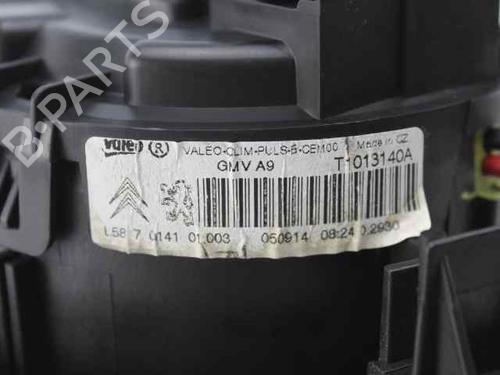 B-PARTS
Valeo ® VALEO-CLIM-PULS-B-CEM00 Made in CZ
GMV A9 T1013140A
L58 7 0141 01 003 050914 08:24 0.2930